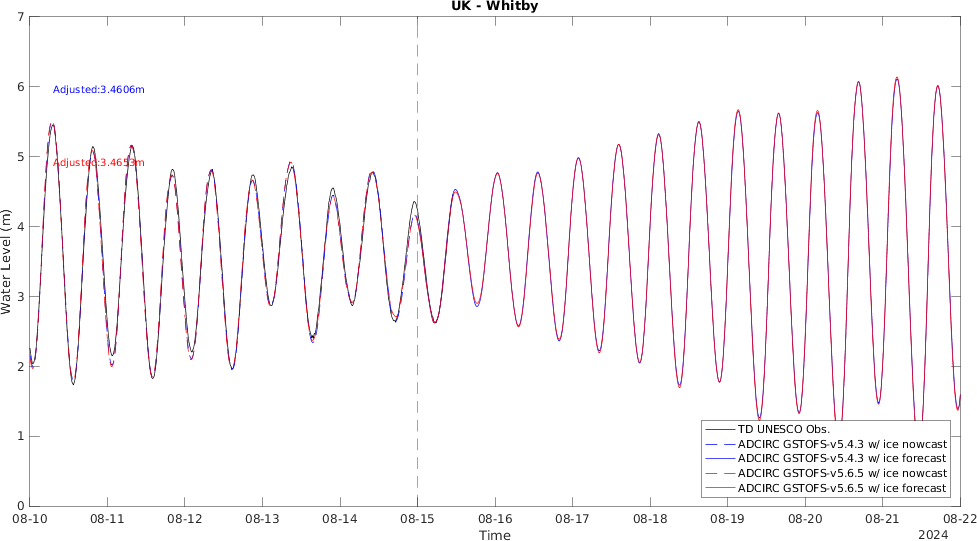 UK - Whitby
7
6
5
4
3
2
1
0
Water Level (m)
Adjusted:3.4606m
Adjusted:3.4653m
TD UNESCO Obs.
ADCIRC GSTOFS-v5.4.3 w/ ice nowcast
ADCIRC GSTOFS-v5.4.3 w/ ice forecast
ADCIRC GSTOFS-v5.6.5 w/ ice nowcast
ADCIRC GSTOFS-v5.6.5 w/ ice forecast
08-10 08-11 08-12 08-13 08-14 08-15 08-16 08-17 08-18 08-19 08-20 08-21 08-22
Time
2024